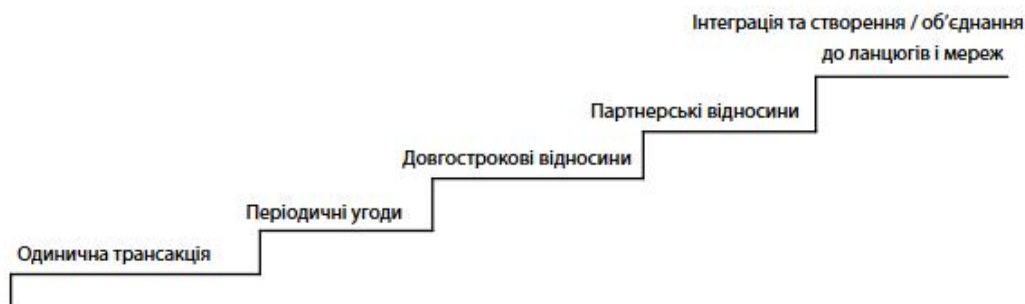 Інтеграція та створення / об’єднання
до ланцюгів і мереж
Партнерські відносини
Довгострокові відносини
Періодичні угоди
Одинична трансакція